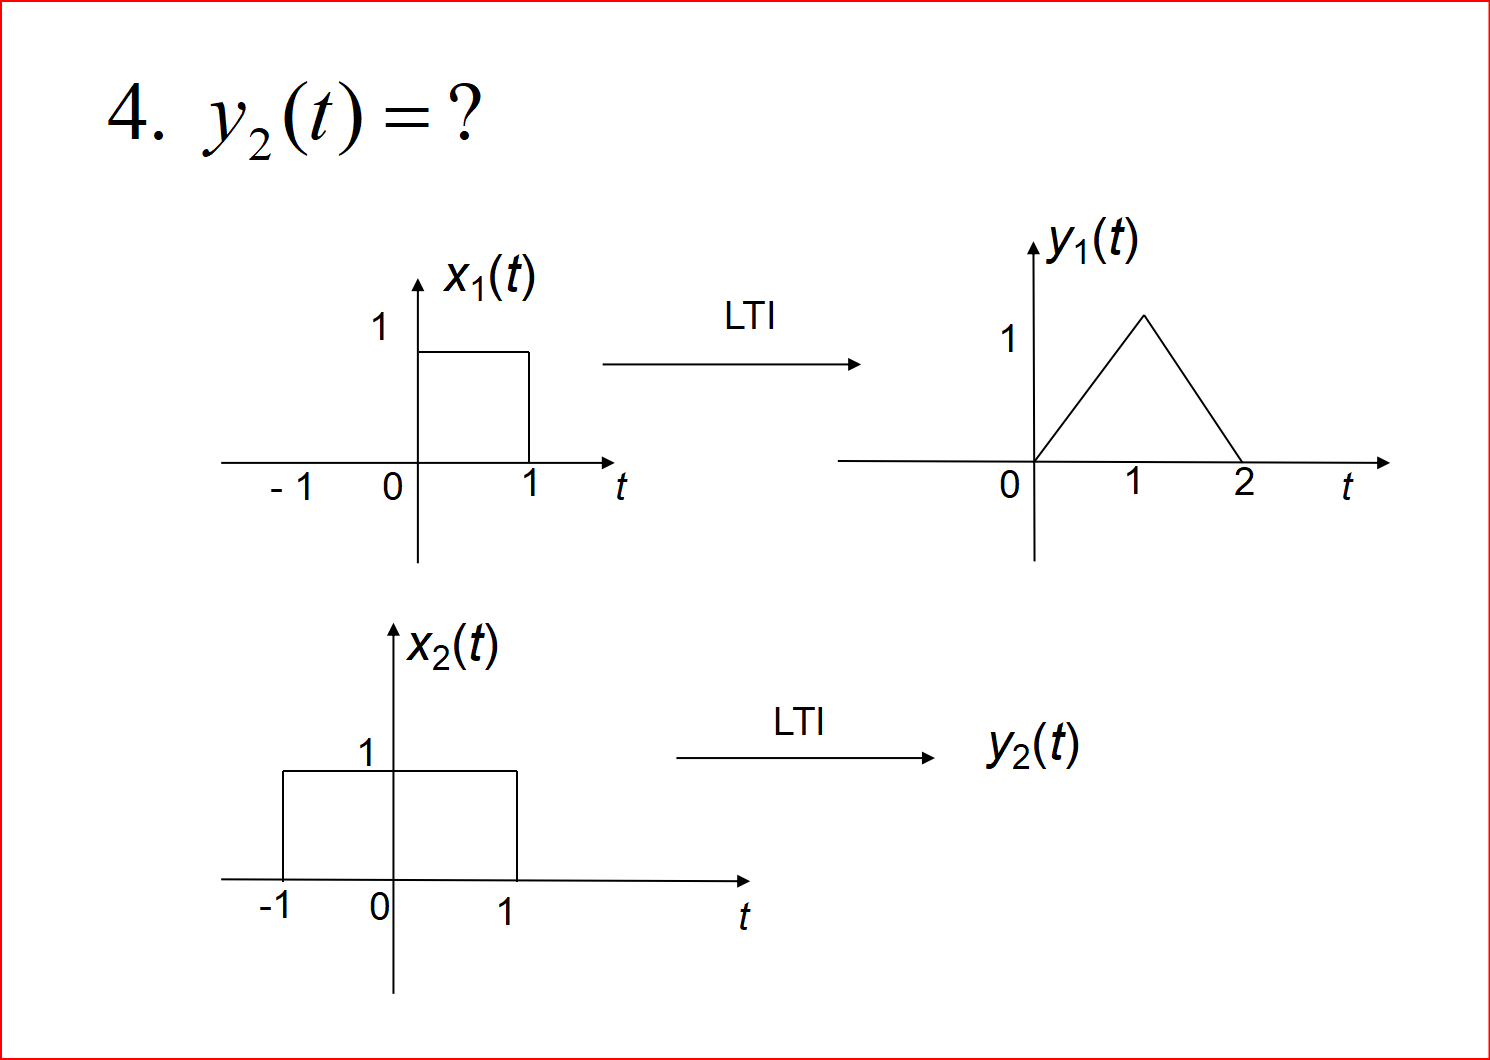 4. y₂(t) = ?
x₁(t)
1
- 1 0 1 t
LTI
y₁(t)
1
0 1 2 t
x₂(t)
1
-1 0 1 t
LTI
y₂(t)